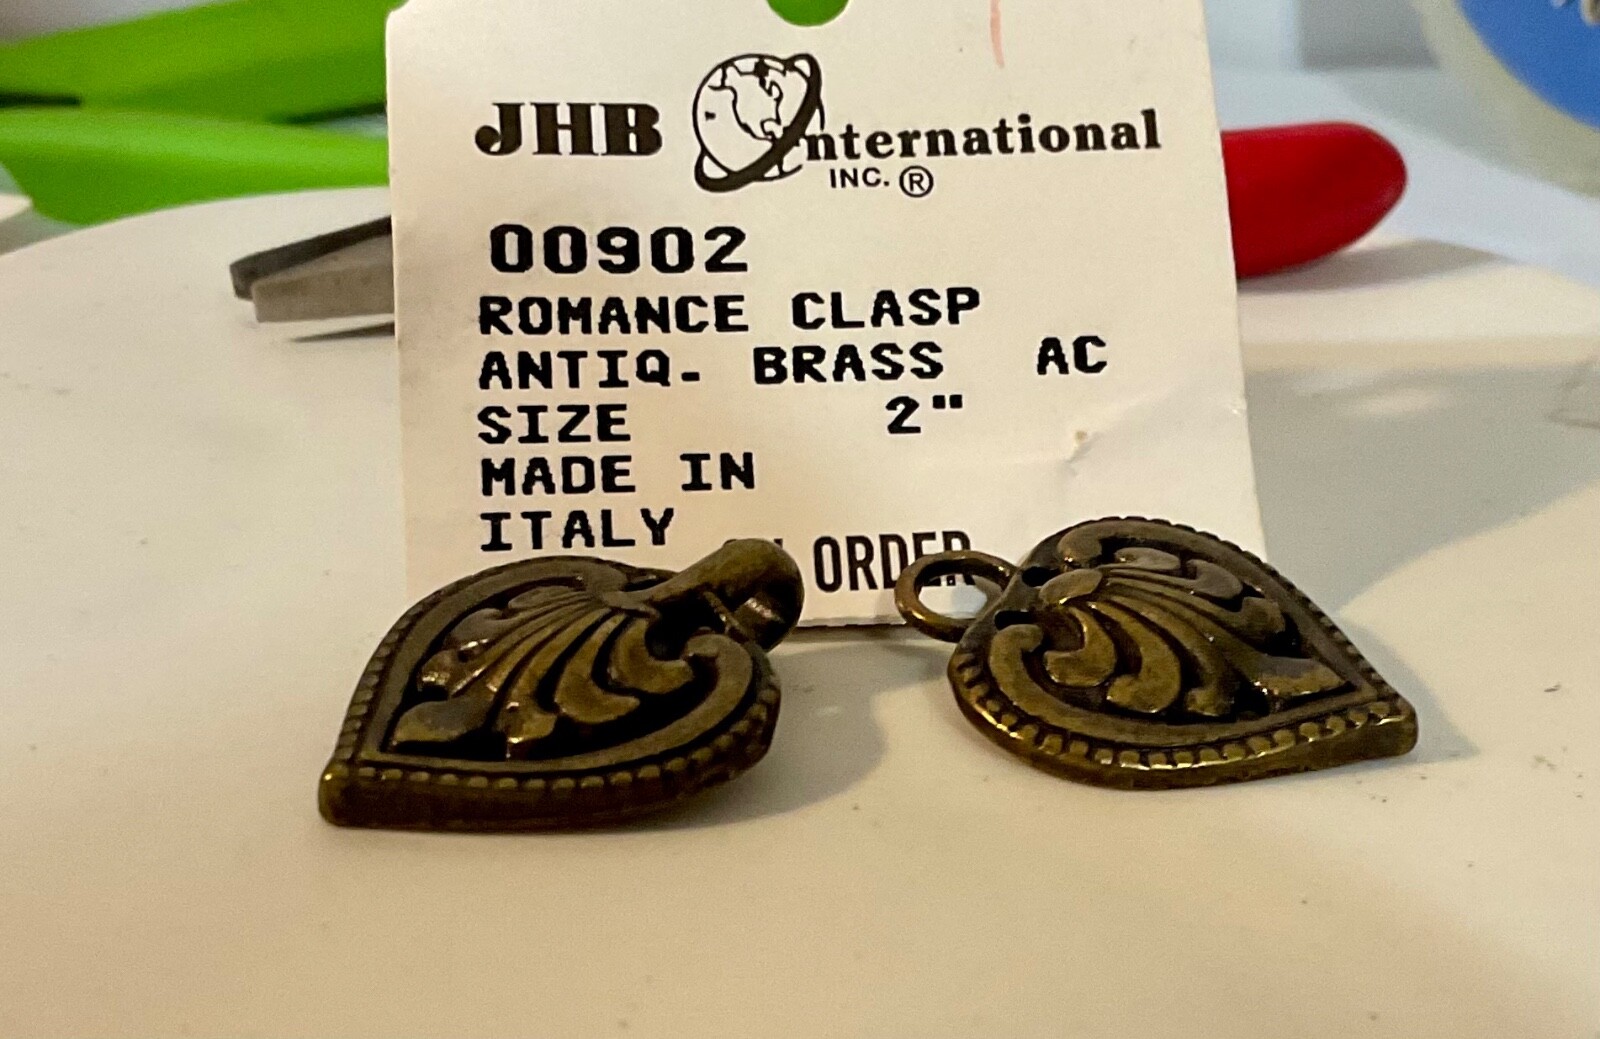 JHB International
INC. ®
00902
ROMANCE CLASP
ANTIQ. BRASS AC
SIZE 2"
MADE IN
ITALY
ORDER